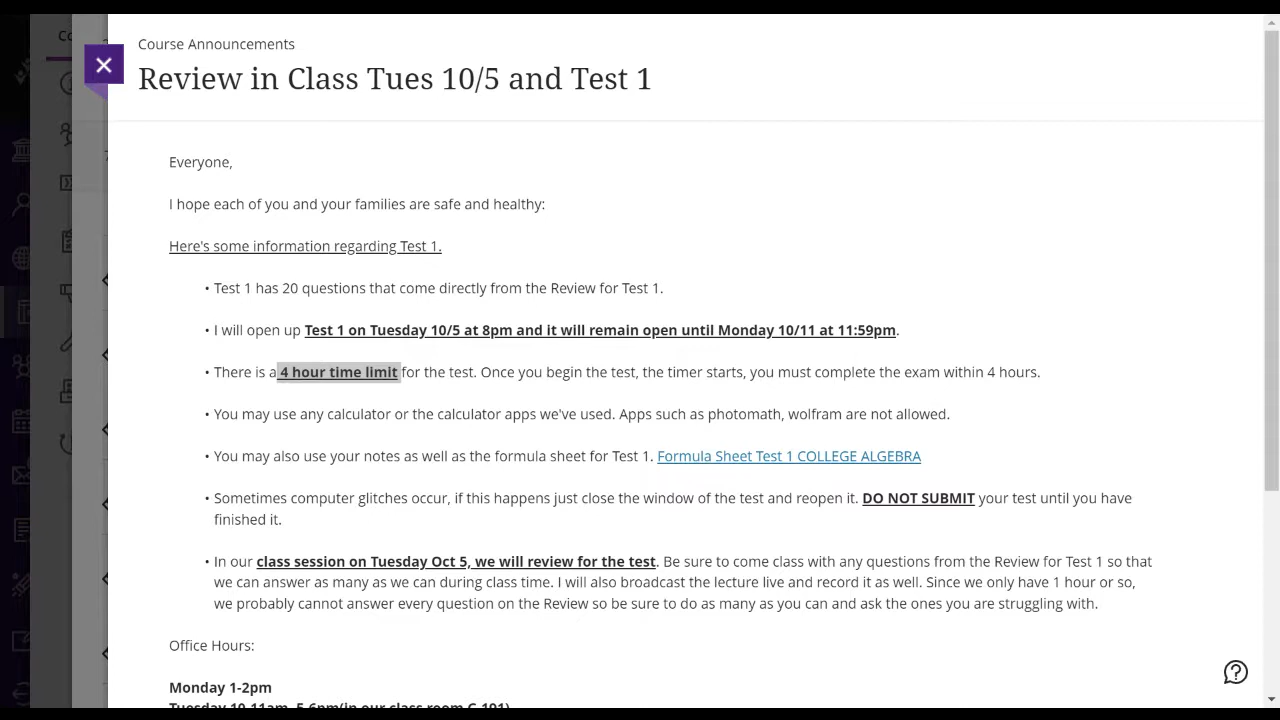 Course Announcements
Review in Class Tues 10/5 and Test 1
Everyone,
I hope each of you and your families are safe and healthy:
Here's some information regarding Test 1.
• Test 1 has 20 questions that come directly from the Review for Test 1.
• I will open up Test 1 on Tuesday 10/5 at 8pm and it will remain open until Monday 10/11 at 11:59pm.
• There is a 4 hour time limit for the test. Once you begin the test, the timer starts, you must complete the exam within 4 hours.
• You may use any calculator or the calculator apps we've used. Apps such as photomath, wolfram are not allowed.
• You may also use your notes as well as the formula sheet for Test 1. Formula Sheet Test 1 COLLEGE ALGEBRA
• Sometimes computer glitches occur, if this happens just close the window of the test and reopen it. DO NOT SUBMIT your test until you have
finished it.
• In our class session on Tuesday Oct 5, we will review for the test. Be sure to come class with any questions from the Review for Test 1 so that
we can answer as many as we can during class time. I will also broadcast the lecture live and record it as well. Since we only have 1 hour or so,
we probably cannot answer every question on the Review so be sure to do as many as you can and ask the ones you are struggling with.
Office Hours:
Monday 1-2pm
Tuesday 10-11am, 5-6pm(in our class room C 101)